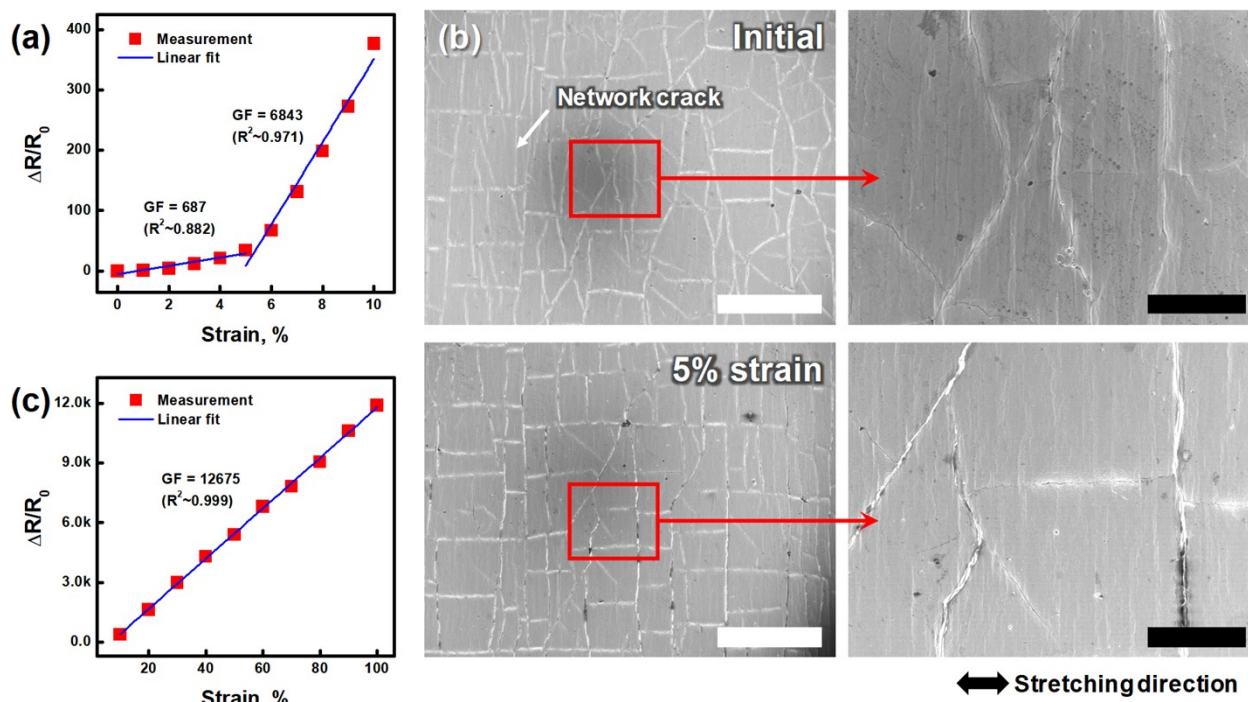 (a)
400
300
200
100
0
0 2 4 6 8 10
ΔR/R0
Strain, %
Measurement
Linear fit
GF = 6843
(R2~0.971)
GF = 687
(R2~0.882)
(b)
Initial
Network crack
5% strain
(c)
12.0k
9.0k
6.0k
3.0k
0.0
20 40 60 80 100
ΔR/R0
Strain, %
Measurement
Linear fit
GF = 12675
(R2~0.999)
Stretching direction